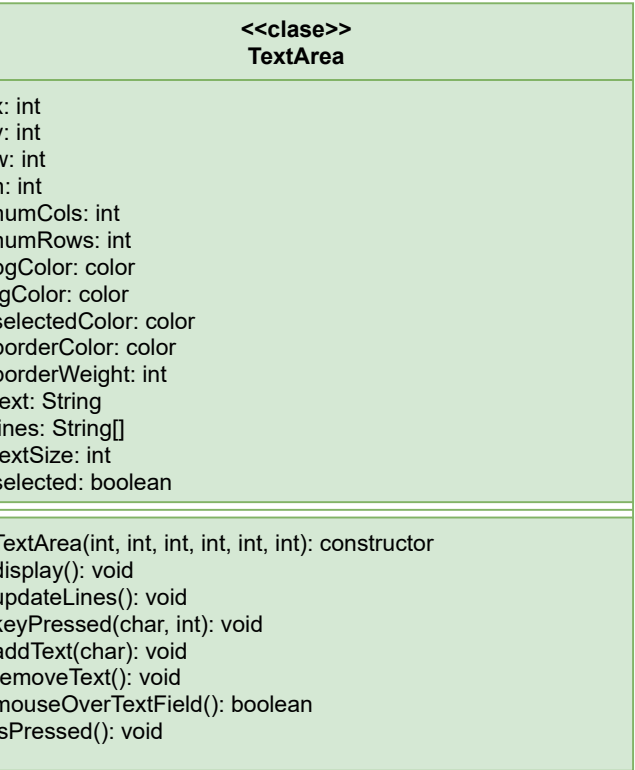 <<clase>>
TextArea
x: int
y: int
w: int
h: int
numCols: int
numRows: int
bgColor: color
fgColor: color
selectedColor: color
borderColor: color
borderWeight: int
text: String
lines: String[]
textSize: int
selected: boolean
TextArea(int, int, int, int, int, int): constructor
display(): void
updateLines(): void
keyPressed(char, int): void
addText(char): void
removeText(): void
mouseOverTextField(): boolean
isPressed(): void